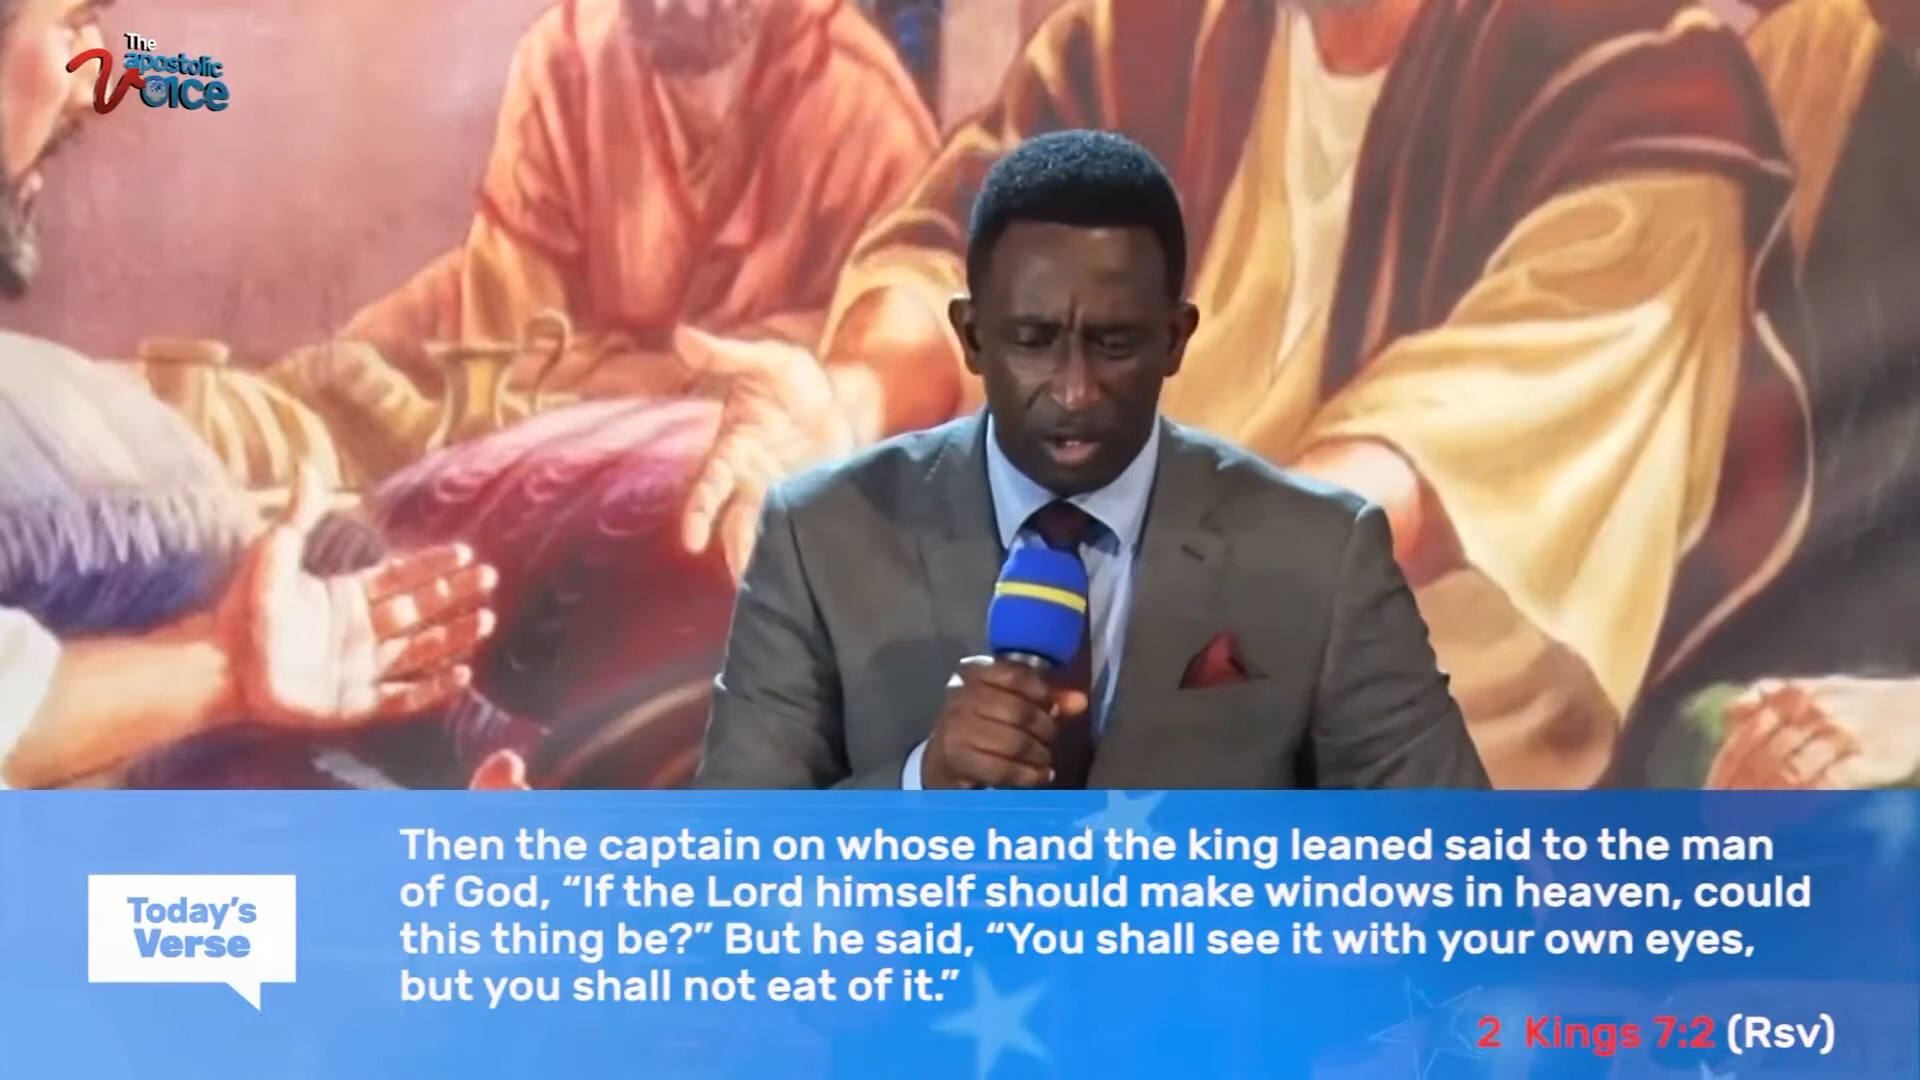 The
apostolic
Voice
Then the captain on whose hand the king leaned said to the man
of God, “If the Lord himself should make windows in heaven, could
this thing be?” But he said, “You shall see it with your own eyes,
but you shall not eat of it.”
Today’s
Verse
2 Kings 7:2 (Rsv)